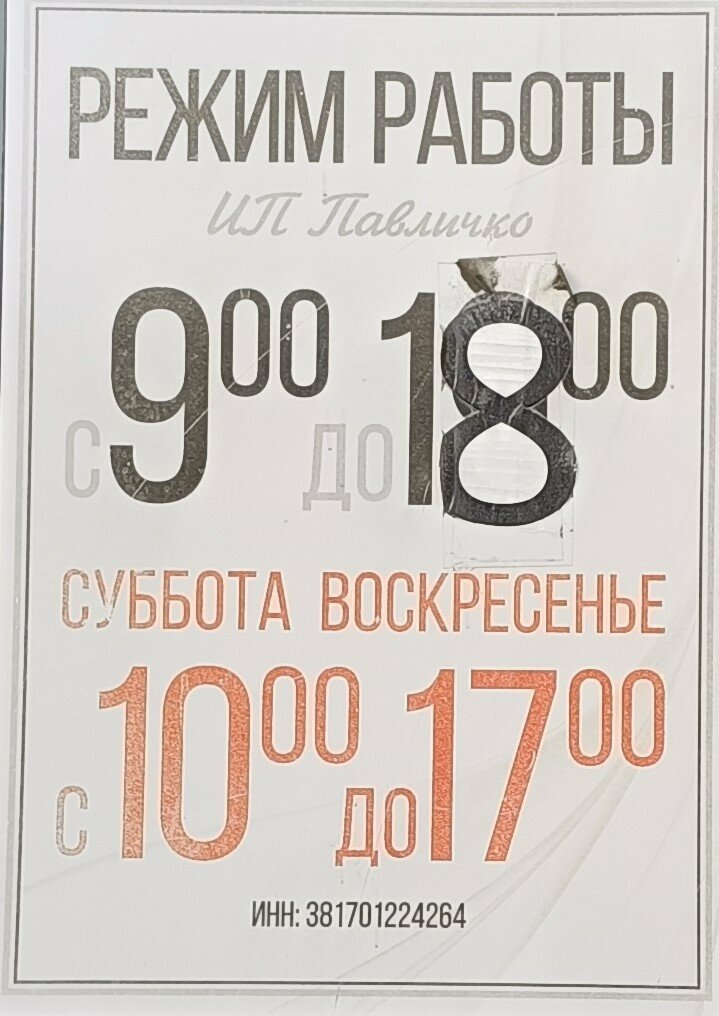 РЕЖИМ РАБОТЫ
ИП Павличко
с 9⁰⁰ до 18⁰⁰
СУББОТА ВОСКРЕСЕНЬЕ
с 10⁰⁰ до 17⁰⁰
ИНН: 381701224264